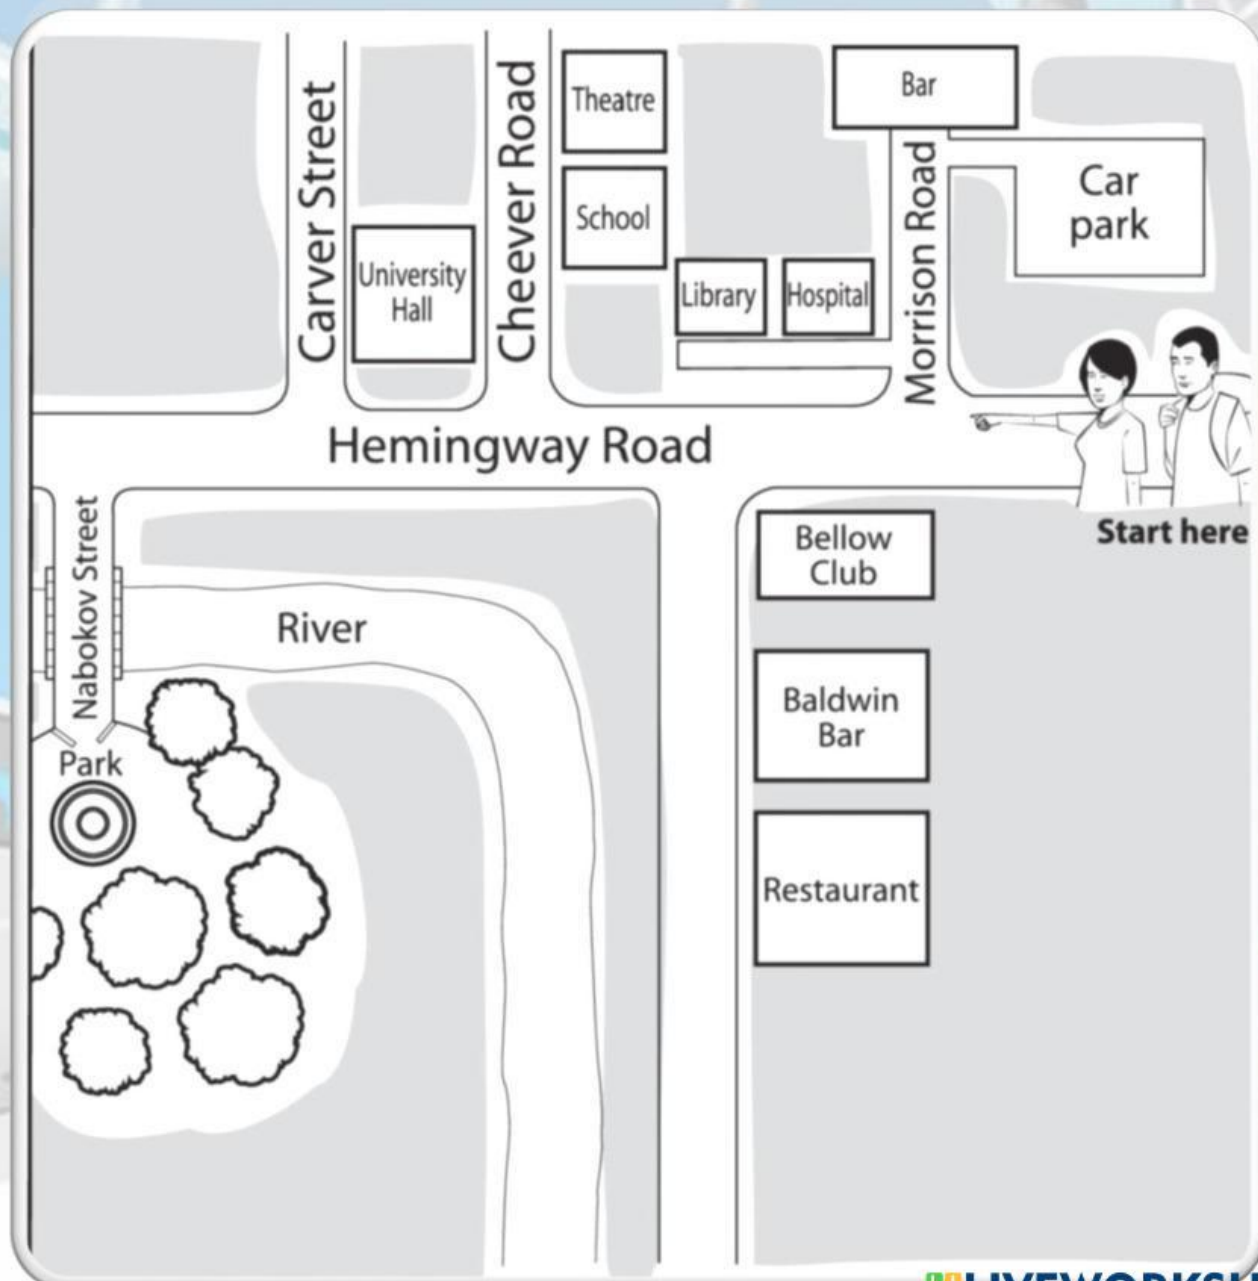 Carver Street
Cheever Road
Theatre
Bar
School
Morrison Road
Car
park
University
Hall
Library
Hospital
Hemingway Road
Start here
Nabokov Street
Bellow
Club
River
Baldwin
Bar
Park
Restaurant